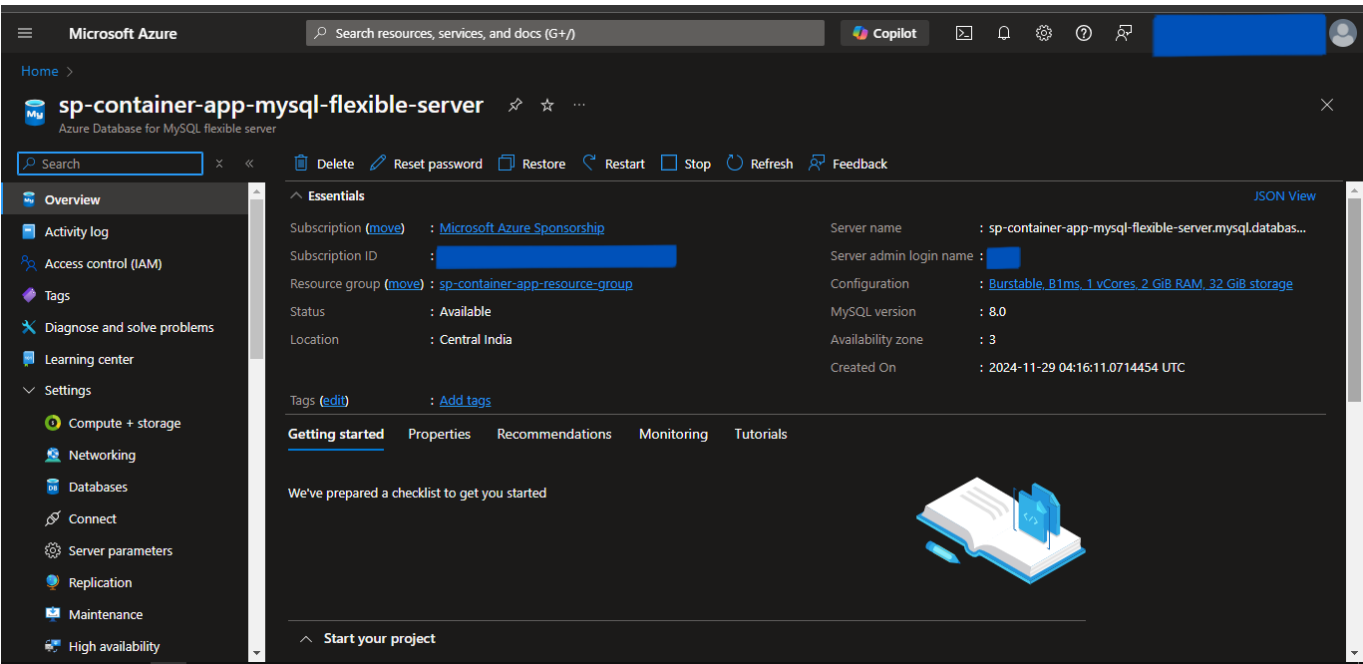 Microsoft Azure
Search resources, services, and docs (G+/)
Copilot
Home >
sp-container-app-mysql-flexible-server
Azure Database for MySQL flexible server
Search
Delete Reset password Restore Restart Stop Refresh Feedback
Overview
Activity log
Access control (IAM)
Tags
Diagnose and solve problems
Learning center
Settings
Compute + storage
Networking
Databases
Connect
Server parameters
Replication
Maintenance
High availability
Essentials
JSON View
Subscription (move) : Microsoft Azure Sponsorship
Subscription ID :
Resource group (move) : sp-container-app-resource-group
Status : Available
Location : Central India
Server name : sp-container-app-mysql-flexible-server.mysql.databas...
Server admin login name :
Configuration : Burstable, B1ms, 1 vCores, 2 GiB RAM, 32 GiB storage
MySQL version : 8.0
Availability zone : 3
Created On : 2024-11-29 04:16:11.0714454 UTC
Tags (edit) : Add tags
Getting started Properties Recommendations Monitoring Tutorials
We've prepared a checklist to get you started
Start your project